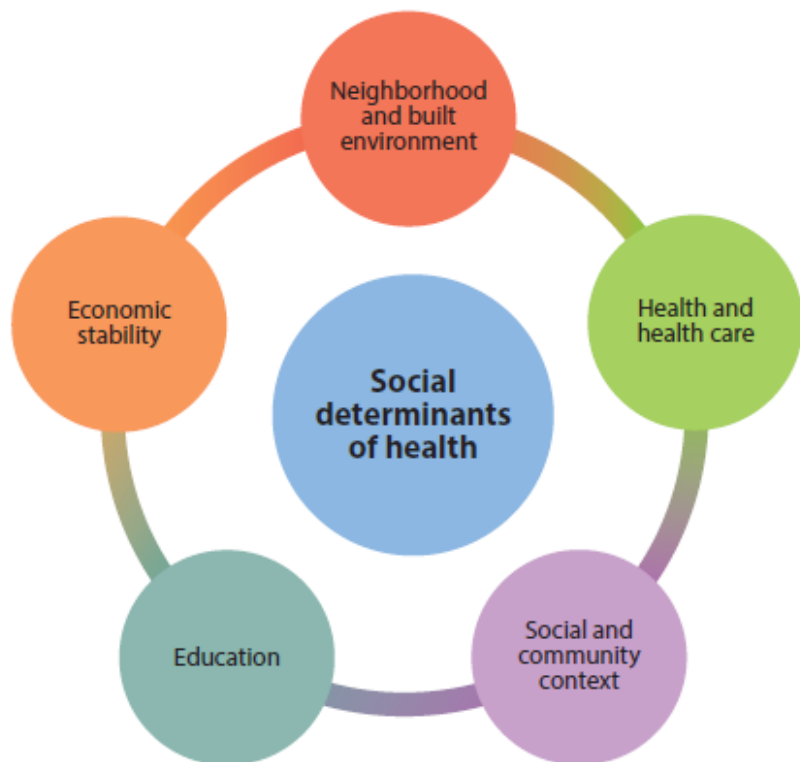 Neighborhood
and built
environment
Economic
stability
Health and
health care
Social
determinants
of health
Education
Social and
community
context